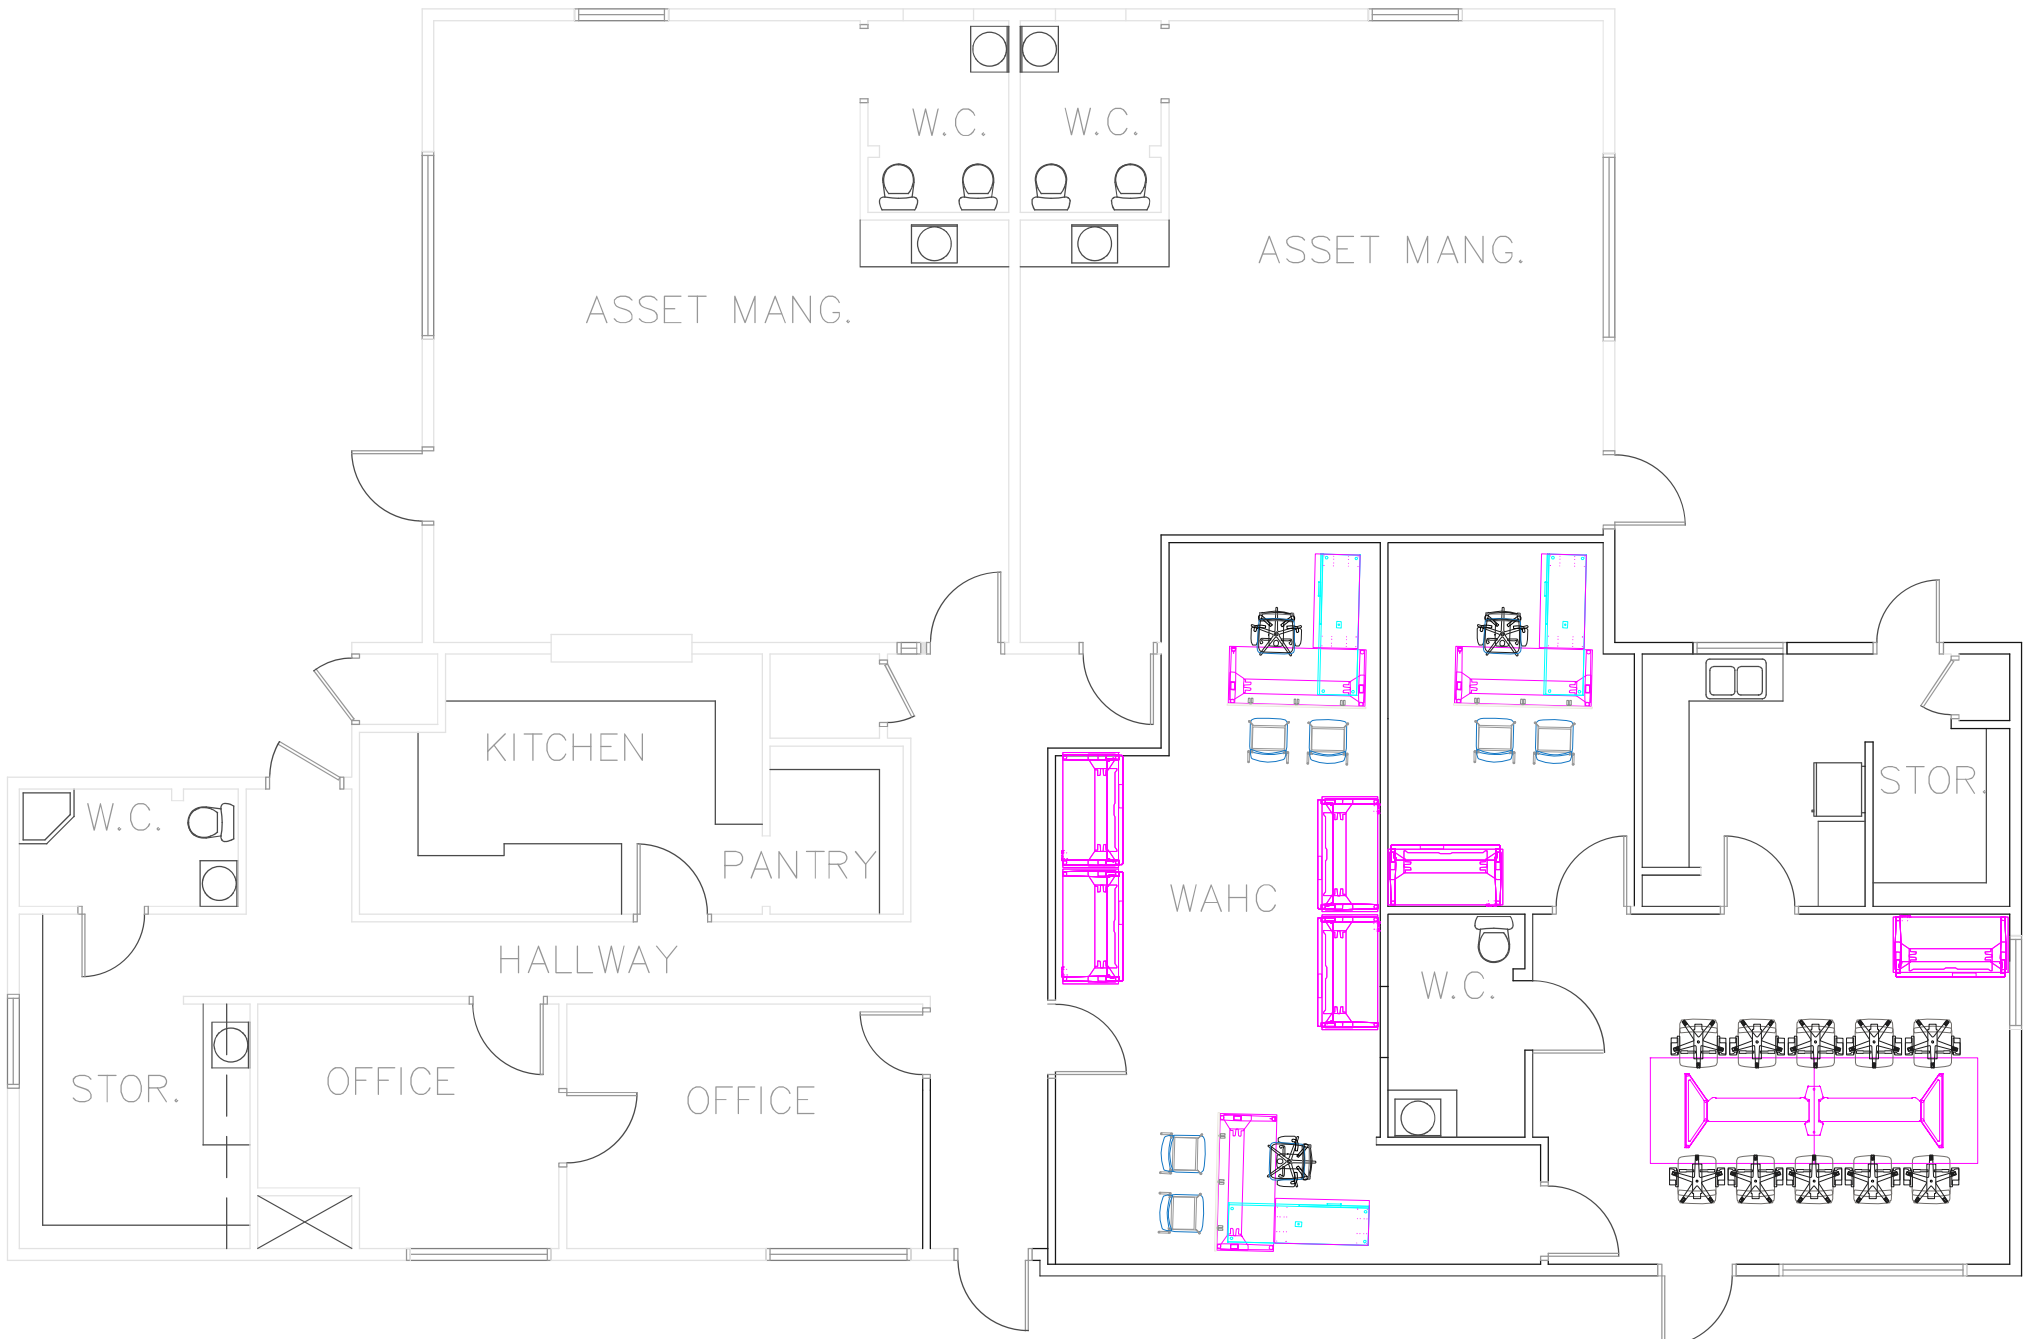 W.C.
W.C.
ASSET MANG.
ASSET MANG.
KITCHEN
STOR.
W.C.
PANTRY
WAHC
HALLWAY
W.C.
OFFICE
STOR.
OFFICE